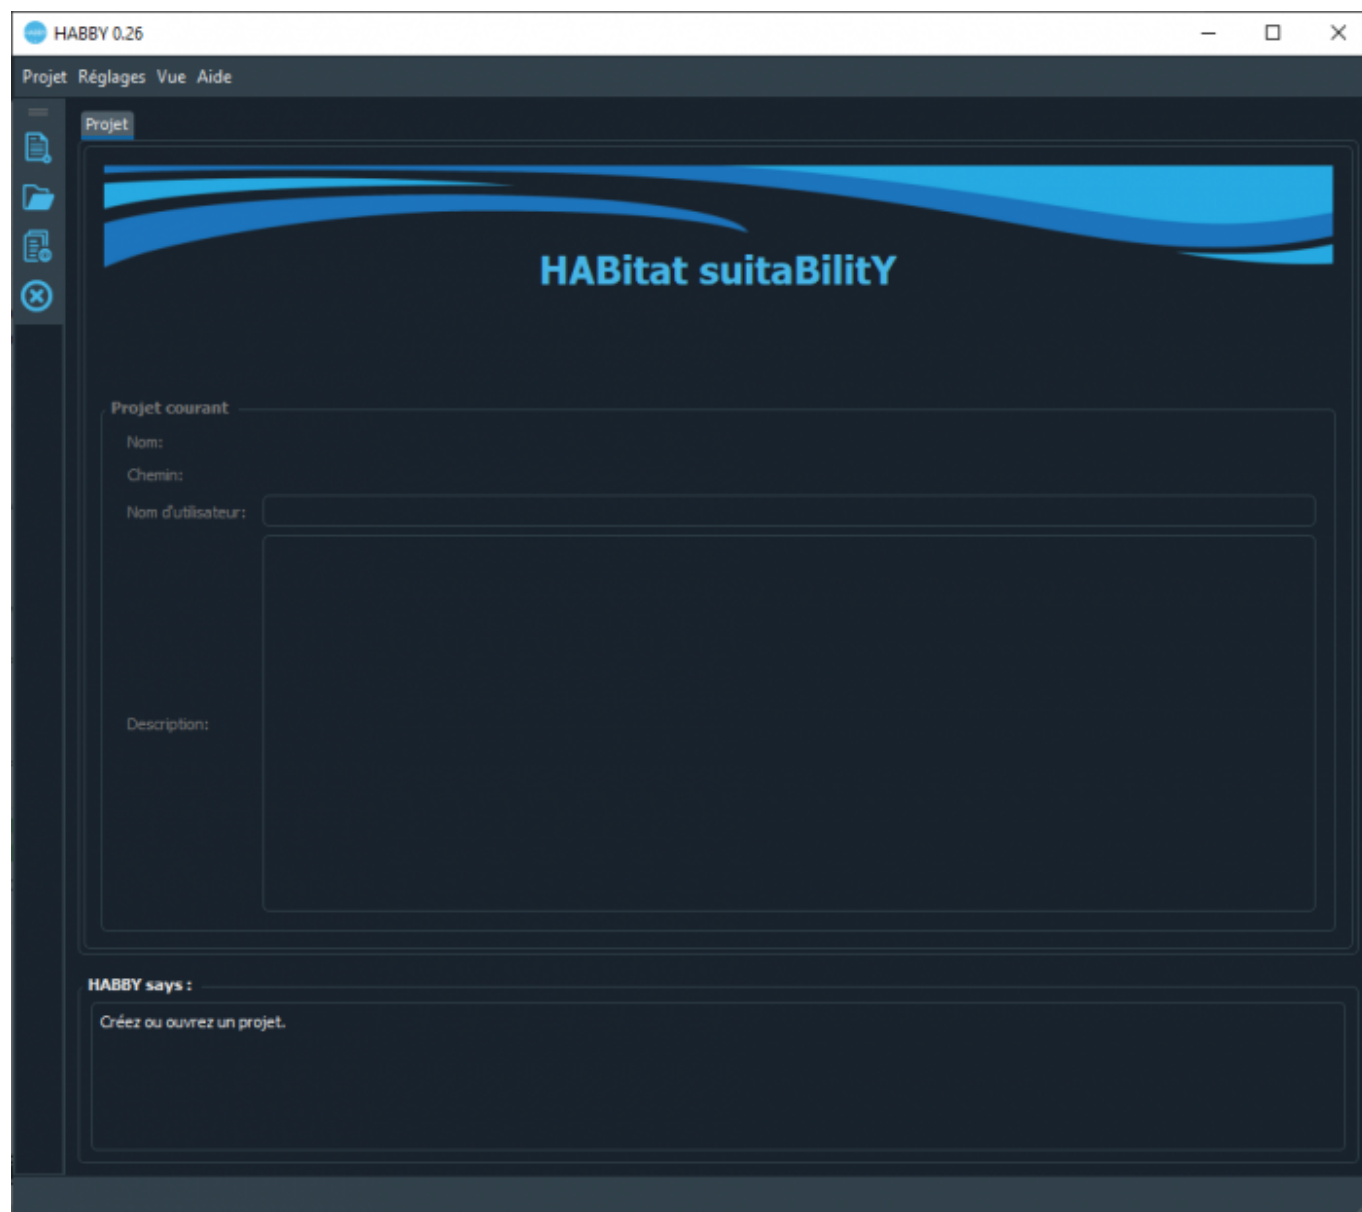 HABBY 0.26
Projet Réglages Vue Aide
Projet
HABitat suitaBilitY
Projet courant
Nom:
Chemin:
Nom d'utilisateur:
Description:
HABBY says :
Créez ou ouvrez un projet.